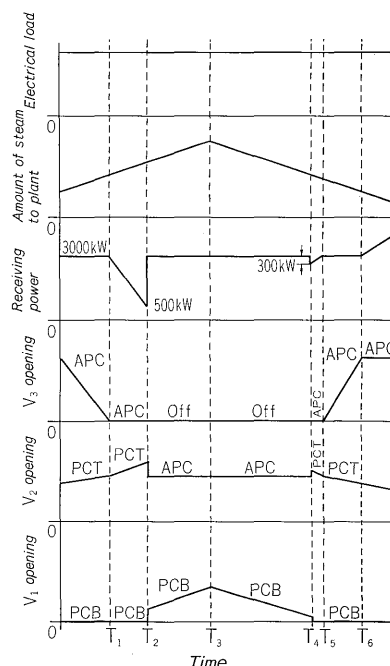 Electrical load
0
Amount of steam to plant
0
Receiving power
3000kW
500kW
300kW
0
V3 opening
APC
APC
Off
Off
APC
APC
APC
0
V2 opening
PCT
PCT
APC
APC
PCT
PCT
0
V1 opening
PCB
PCB
PCB
PCB
PCB
0
T1
T2
T3
T4
T5
T6
Time